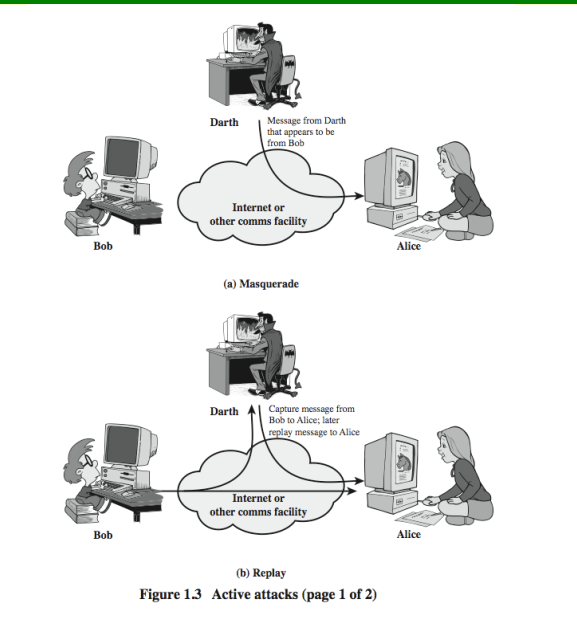 Darth
Message from Darth
that appears to be
from Bob
Internet or
other comms facility
Bob
Alice
(a) Masquerade
Darth
Capture message from
Bob to Alice; later
replay message to Alice
Internet or
other comms facility
Bob
Alice
(b) Replay
Figure 1.3 Active attacks (page 1 of 2)